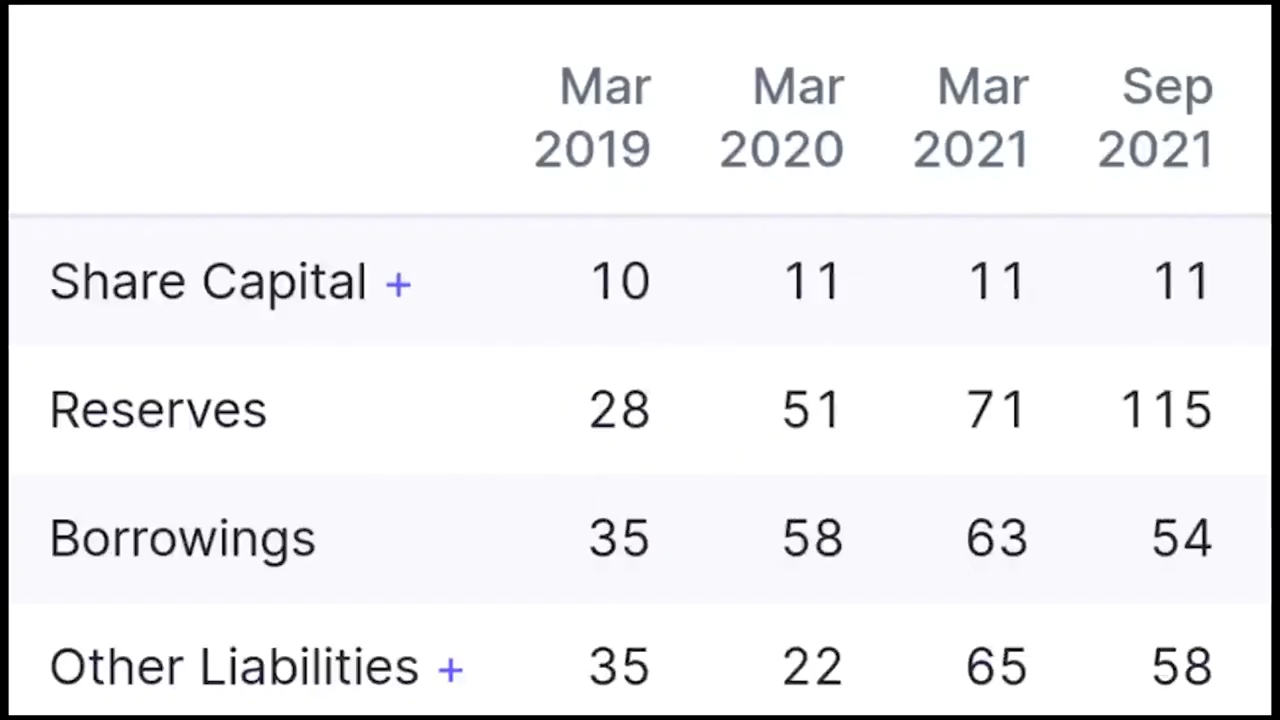 Mar Mar Mar Sep
2019 2020 2021 2021
Share Capital + 10 11 11 11
Reserves 28 51 71 115
Borrowings 35 58 63 54
Other Liabilities + 35 22 65 58